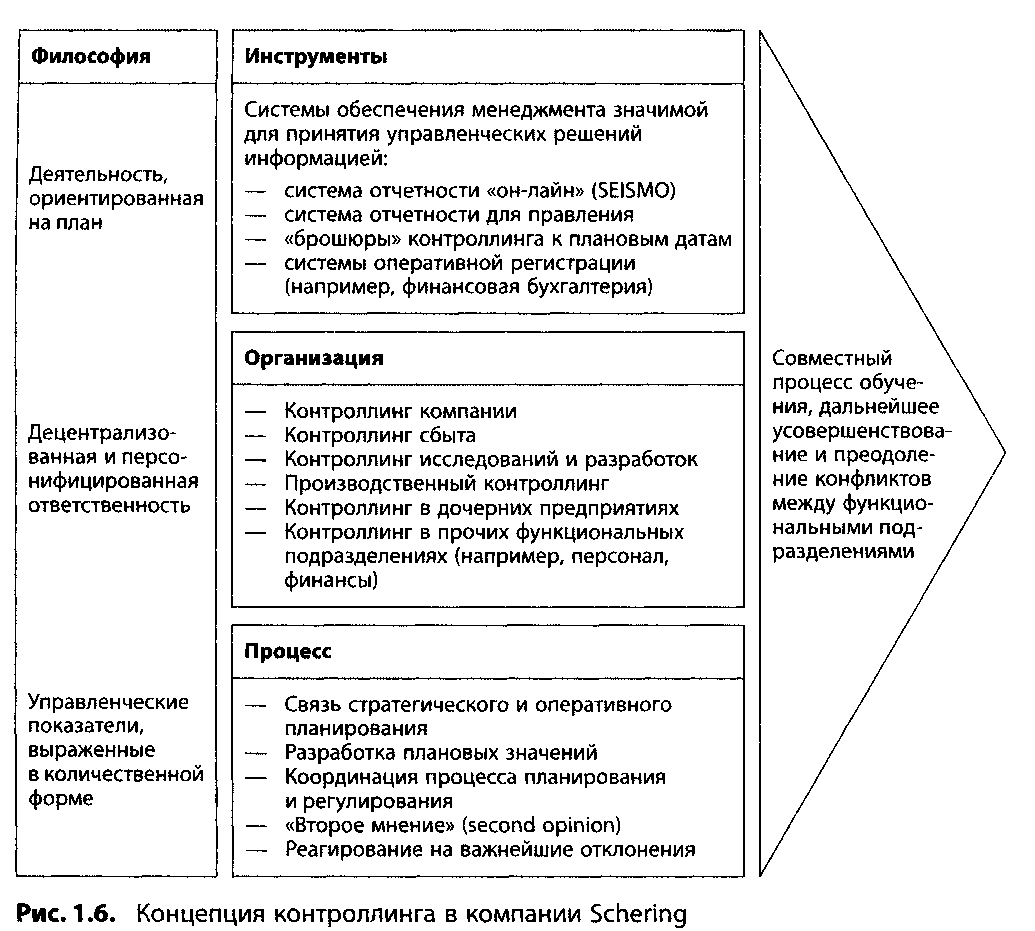 Философия
Деятельность,
ориентированная
на план
Децентрализо-
ванная и персо-
нифицированная
ответственность
Управленческие
показатели,
выраженные
в количественной
форме
Инструменты
Системы обеспечения менеджмента значимой
для принятия управленческих решений
информацией:
— система отчетности «он-лайн» (SEISMO)
— система отчетности для правления
— «брошюры» контроллинга к плановым датам
— системы оперативной регистрации
(например, финансовая бухгалтерия)
Организация
— Контроллинг компании
— Контроллинг сбыта
— Контроллинг исследований и разработок
— Производственный контроллинг
— Контроллинг в дочерних предприятиях
— Контроллинг в прочих функциональных
подразделениях (например, персонал,
финансы)
Процесс
— Связь стратегического и оперативного
планирования
— Разработка плановых значений
— Координация процесса планирования
и регулирования
— «Второе мнение» (second opinion)
— Реагирование на важнейшие отклонения
Совместный
процесс обуче-
ния, дальнейшее
усовершенствова-
ние и преодоле-
ние конфликтов
между функцио-
нальными под-
разделениями
Рис. 1.6. Концепция контроллинга в компании Schering